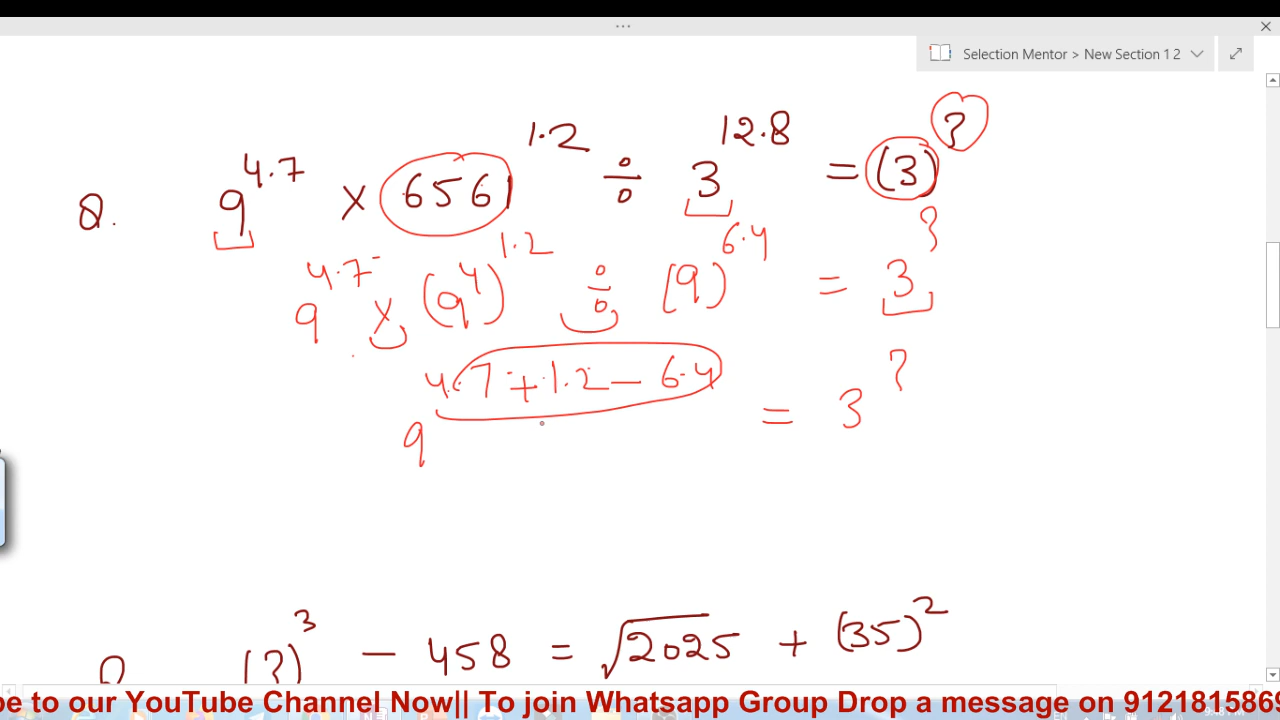 Selection Mentor > New Section 1 2
Q. 9^4.7 × 6561^1.2 ÷ 3^12.8 = (3)^?
9^4.7 × (9^4)^1.2 ÷ (9)^6.4 = 3^?
9^4.7+1.2-6.4 = 3^?
Q (?)^3 - 458 = √2025 + (35)^2
e to our YouTube Channel Now|| To join Whatsapp Group Drop a message on 912181586